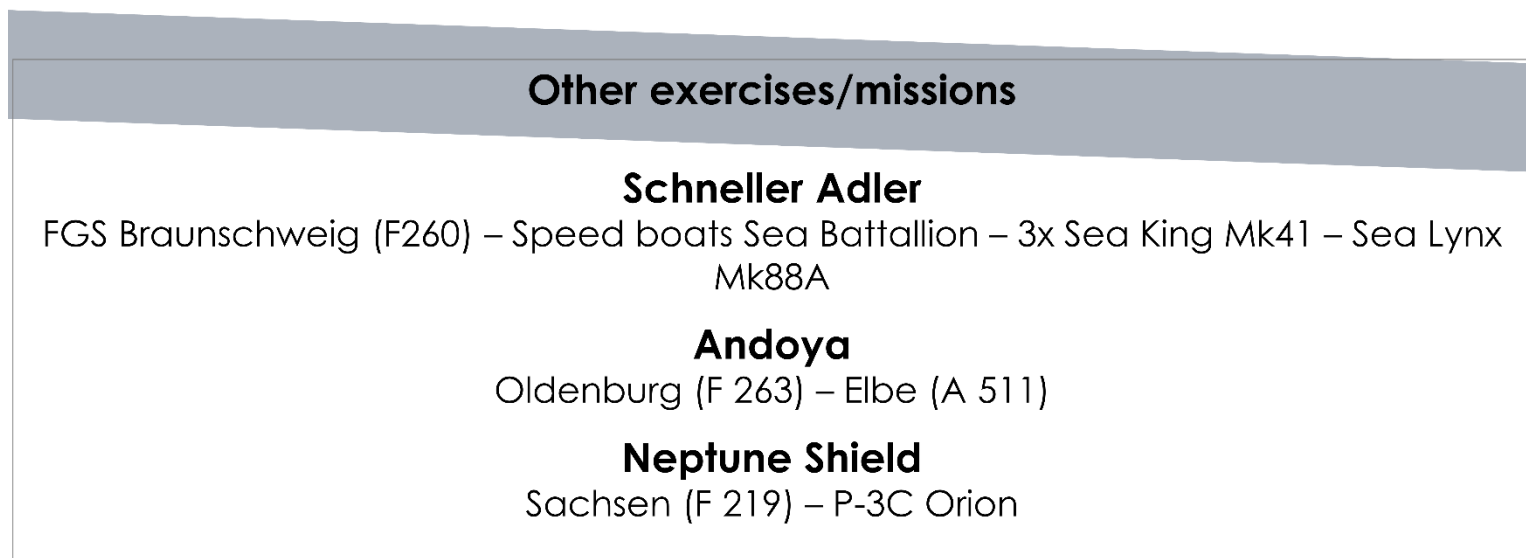 Other exercises/missions
Schneller Adler
FGS Braunschweig (F260) – Speed boats Sea Battallion – 3x Sea King Mk41 – Sea Lynx
Mk88A
Andoya
Oldenburg (F 263) – Elbe (A 511)
Neptune Shield
Sachsen (F 219) – P-3C Orion